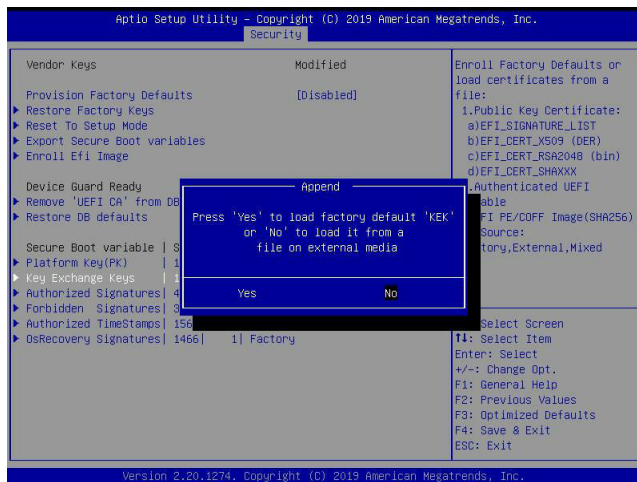 Aptio Setup Utility – Copyright (C) 2019 American Megatrends, Inc.
Security
Vendor Keys Modified
Provision Factory Defaults [Disabled]
Restore Factory Keys
Reset To Setup Mode
Export Secure Boot variables
Enroll Efi Image
Device Guard Ready
Remove 'UEFI CA' from DB
Restore DB defaults
Secure Boot variable | S
Platform Key(PK) | 1
Key Exchange Keys | 1
Authorized Signatures| 4
Forbidden Signatures| 3
Authorized TimeStamps| 156
OsRecovery Signatures| 1466| 1| Factory
Append
Press 'Yes' to load factory default 'KEK'
or 'No' to load it from a
file on external media
Yes No
Enroll Factory Defaults or
load certificates from a
file:
1.Public Key Certificate:
a)EFI_SIGNATURE_LIST
b)EFI_CERT_X509 (DER)
c)EFI_CERT_RSA2048 (bin)
d)EFI_CERT_SHAXXX
.Authenticated UEFI
able
FI PE/COFF Image(SHA256)
Source:
tory,External,Mixed
Select Screen
↑↓: Select Item
Enter: Select
+/-: Change Opt.
F1: General Help
F2: Previous Values
F3: Optimized Defaults
F4: Save & Exit
ESC: Exit
Version 2.20.1274. Copyright (C) 2019 American Megatrends, Inc.